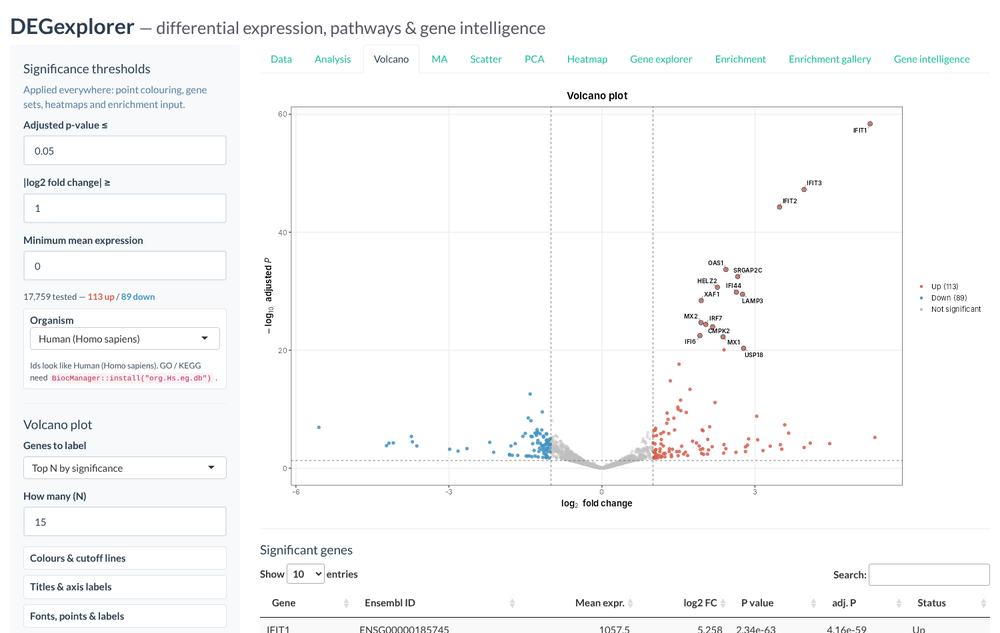 DEGexplorer — differential expression, pathways & gene intelligence
Significance thresholds
Applied everywhere: point colouring, gene
sets, heatmaps and enrichment input.
Adjusted p-value ≤
0.05
|log2 fold change| ≥
1
Minimum mean expression
0
17,759 tested — 113 up / 89 down
Organism
Human (Homo sapiens)
Ids look like Human (Homo sapiens). GO / KEGG
need BiocManager::install("org.Hs.eg.db") .
Volcano plot
Genes to label
Top N by significance
How many (N)
15
Colours & cutoff lines
Titles & axis labels
Fonts, points & labels
Data Analysis Volcano MA Scatter PCA Heatmap Gene explorer Enrichment Enrichment gallery Gene intelligence
Volcano plot
60
40
20
0
− log10 adjusted P
IFIT1
IFIT3
IFIT2
OAS1
SRGAP2C
HELZ2
IFI44
XAF1
LAMP3
MX2
IRF7
CMPK2
IFI6
MX1
USP18
-6 -3 0 3
log2 fold change
Up (113)
Down (89)
Not significant
Significant genes
Show 10 entries
Search:
Gene Ensembl ID Mean expr. log2 FC P value adj. P Status
IFIT1 ENSG00000185745 1057.5 5.258 2.34e-63 4.16e-59 Up